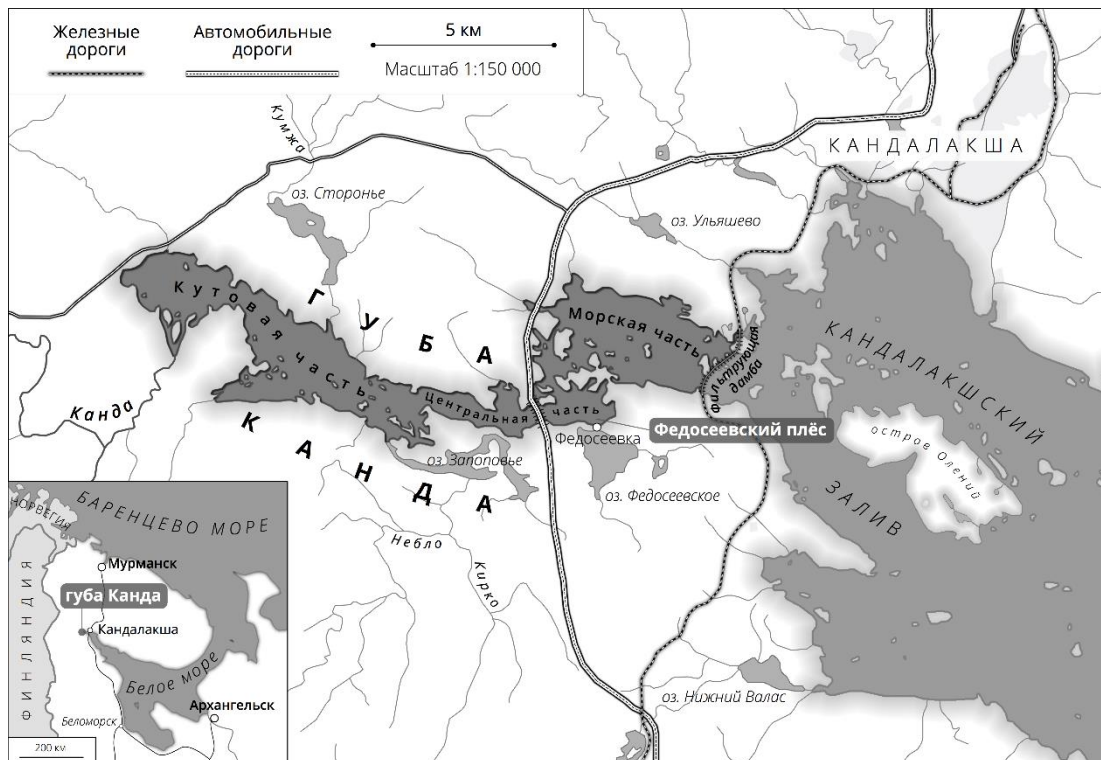 Железные
дороги
Автомобильные
дороги
5 км
Масштаб 1:150 000
Кумжа
КАНДАЛАКША
оз. Сторонье
оз. Ульяшево
Кутовая часть
ГУБА
Морская часть
фильтрующая
дамба
КАНДАЛАКШСКИЙ
Центральная часть
Канда
КАНДА
Федосеевка
Федосеевский плёс
остров Олений
оз. Заповье
оз. Федосеевское
ЗАЛИВ
Небло
Кирко
оз. Нижний Валас
НОРВЕГИЯ
БАРЕНЦЕВО МОРЕ
Мурманск
губа Канда
Кандалакша
ФИНЛЯНДИЯ
Белое море
Архангельск
Беломорск
200 км